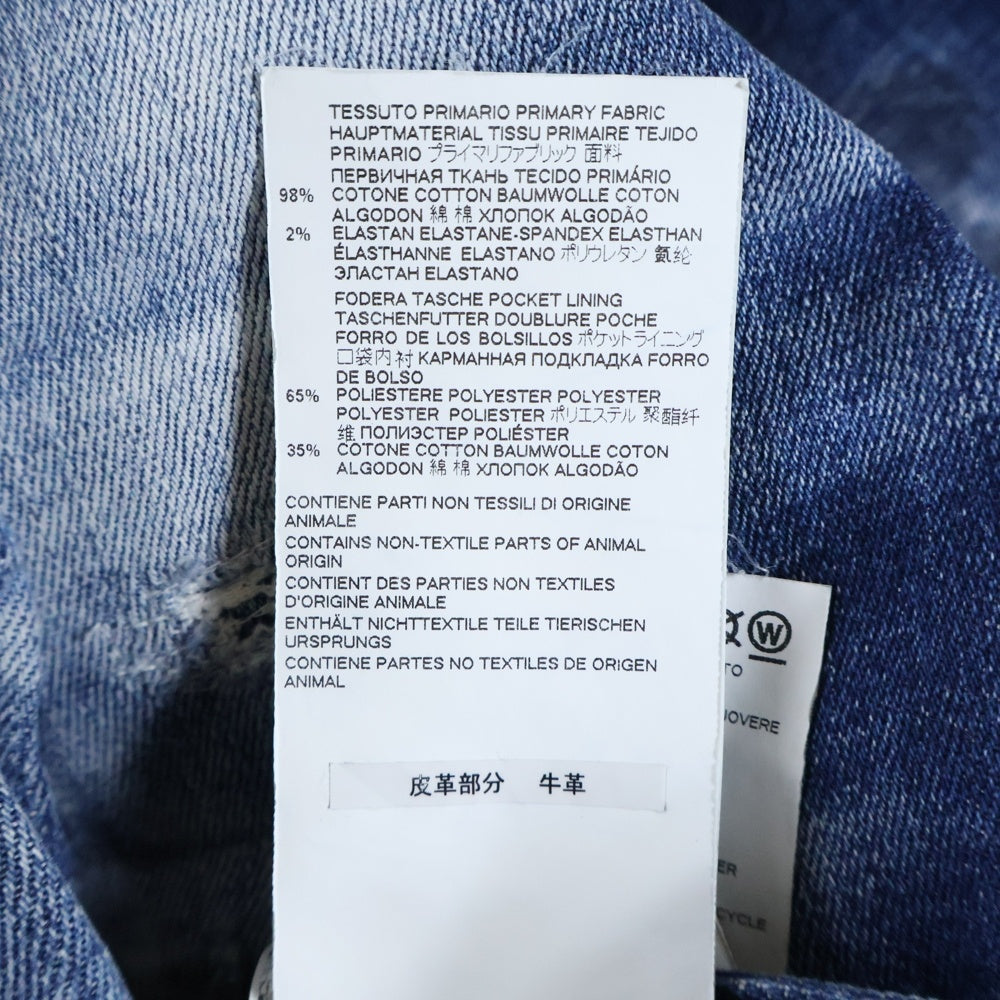 TESSUTO PRIMARIO PRIMARY FABRIC
HAUPTMATERIAL TISSU PRIMAIRE TEJIDO
PRIMARIO プライマリファブリック 面料
ПЕРВИЧНАЯ ТКАНЬ TECIDO PRIMÁRIO
98% COTONE COTTON BAUMWOLLE COTON
ALGODON 綿 棉 ХЛОПОК ALGODÃO
2% ELASTAN ELASTANE-SPANDEX ELASTHAN
ÉLASTHANNE ELASTANO ポリウレタン 氨纶
ЭЛАСТАН ELASTANO
FODERA TASCHE POCKET LINING
TASCHENFUTTER DOUBLURE POCHE
FORRO DE LOS BOLSILLOS ポケットライニング
口袋内衬 КАРМАННАЯ ПОДКЛАДКА FORRO
DE BOLSO
65% POLIESTERE POLYESTER POLYESTER
POLYESTER POLIESTER ポリエステル 聚酯纤
维 ПОЛИЭСТЕР POLIÉSTER
35% COTONE COTTON BAUMWOLLE COTON
ALGODON 綿 棉 ХЛОПОК ALGODÃO
CONTIENE PARTI NON TESSILI DI ORIGINE
ANIMALE
CONTAINS NON-TEXTILE PARTS OF ANIMAL
ORIGIN
CONTIENT DES PARTIES NON TEXTILES
D'ORIGINE ANIMALE
ENTHÄLT NICHTTEXTILE TEILE TIERISCHEN
URSPRUNGS
CONTIENE PARTES NO TEXTILES DE ORIGEN
ANIMAL
皮革部分 牛革
W
TO
OVERE
ER
CYCLE